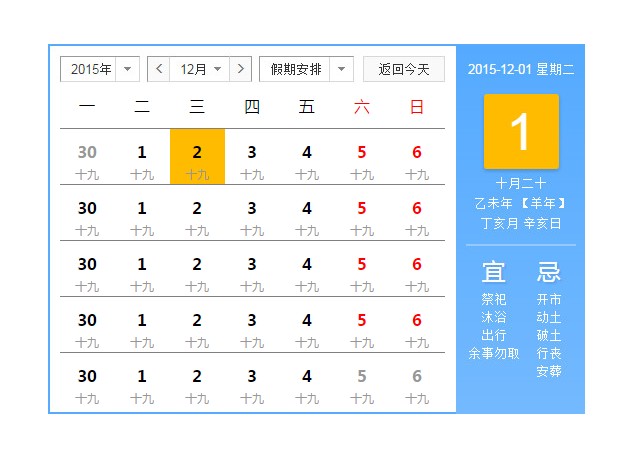 2015年 12月 假期安排 返回今天
一 二 三 四 五 六 日
30 1 2 3 4 5 6
十九 十九 十九 十九 十九 十九 十九
30 1 2 3 4 5 6
十九 十九 十九 十九 十九 十九 十九
30 1 2 3 4 5 6
十九 十九 十九 十九 十九 十九 十九
30 1 2 3 4 5 6
十九 十九 十九 十九 十九 十九 十九
30 1 2 3 4 5 6
十九 十九 十九 十九 十九 十九 十九
2015-12-01 星期二
1
十月二十
乙未年 【羊年】
丁亥月 辛亥日
宜 忌
祭祀 开市
沐浴 动土
出行 破土
余事勿取 行丧
安葬